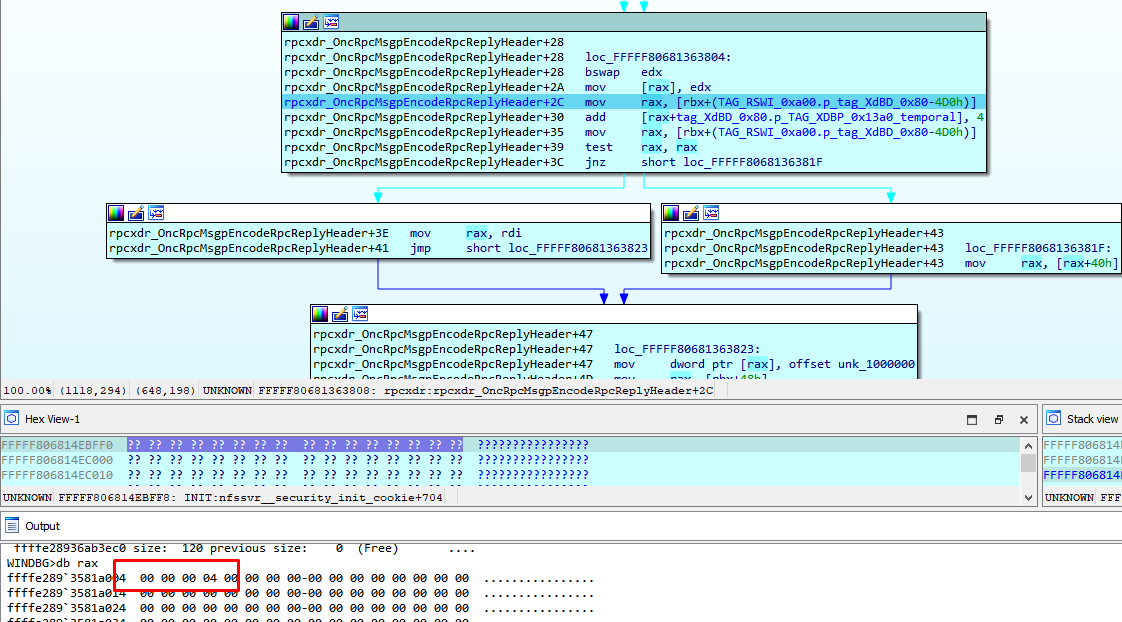 rpcxdr_OncRpcMsgpEncodeRpcReplyHeader+28
rpcxdr_OncRpcMsgpEncodeRpcReplyHeader+28 loc_FFFFF80681363804:
rpcxdr_OncRpcMsgpEncodeRpcReplyHeader+28 bswap edx
rpcxdr_OncRpcMsgpEncodeRpcReplyHeader+2A mov [rax], edx
rpcxdr_OncRpcMsgpEncodeRpcReplyHeader+2C mov rax, [rbx+(TAG_RSWI_0xa00.p_tag_XdBD_0x80-4D0h)]
rpcxdr_OncRpcMsgpEncodeRpcReplyHeader+30 add [rax+tag_XdBD_0x80.p_TAG_XDBP_0x13a0_temporal], 4
rpcxdr_OncRpcMsgpEncodeRpcReplyHeader+35 mov rax, [rbx+(TAG_RSWI_0xa00.p_tag_XdBD_0x80-4D0h)]
rpcxdr_OncRpcMsgpEncodeRpcReplyHeader+39 test rax, rax
rpcxdr_OncRpcMsgpEncodeRpcReplyHeader+3C jnz short loc_FFFFF8068136381F
rpcxdr_OncRpcMsgpEncodeRpcReplyHeader+3E mov rax, rdi
rpcxdr_OncRpcMsgpEncodeRpcReplyHeader+41 jmp short loc_FFFFF80681363823
rpcxdr_OncRpcMsgpEncodeRpcReplyHeader+43
rpcxdr_OncRpcMsgpEncodeRpcReplyHeader+43 loc_FFFFF8068136381F:
rpcxdr_OncRpcMsgpEncodeRpcReplyHeader+43 mov rax, [rax+40h]
rpcxdr_OncRpcMsgpEncodeRpcReplyHeader+47
rpcxdr_OncRpcMsgpEncodeRpcReplyHeader+47 loc_FFFFF80681363823:
rpcxdr_OncRpcMsgpEncodeRpcReplyHeader+47 mov dword ptr [rax], offset unk_1000000
rpcxdr_OncRpcMsgpEncodeRpcReplyHeader+4D mov rax, [rbx+48h]
100.00% (1118,294) (648,198) UNKNOWN FFFFF80681363808: rpcxdr:rpcxdr_OncRpcMsgpEncodeRpcReplyHeader+2C
Hex View-1
Stack view
FFFFF806814EBFF0 ?? ?? ?? ?? ?? ?? ?? ?? ?? ?? ?? ?? ?? ?? ?? ?? ????????????????
FFFFF806814EC000 ?? ?? ?? ?? ?? ?? ?? ?? ?? ?? ?? ?? ?? ?? ?? ?? ????????????????
FFFFF806814EC010 ?? ?? ?? ?? ?? ?? ?? ?? ?? ?? ?? ?? ?? ?? ?? ?? ????????????????
FFFFF806814
FFFFF806814
FFFFF806814
UNKNOWN FFFFF806814EBFF8: INIT:nfssvr__security_init_cookie+704
UNKNOWN FFF
Output
ffffe28936ab3ec0 size: 120 previous size: 0 (Free) ....
WINDBG>db rax
ffffe289`3581a004 00 00 00 04 00 00 00 00-00 00 00 00 00 00 00 00 ................
ffffe289`3581a014 00 00 00 00 00 00 00 00-00 00 00 00 00 00 00 00 ................
ffffe289`3581a024 00 00 00 00 00 00 00 00-00 00 00 00 00 00 00 00 ................